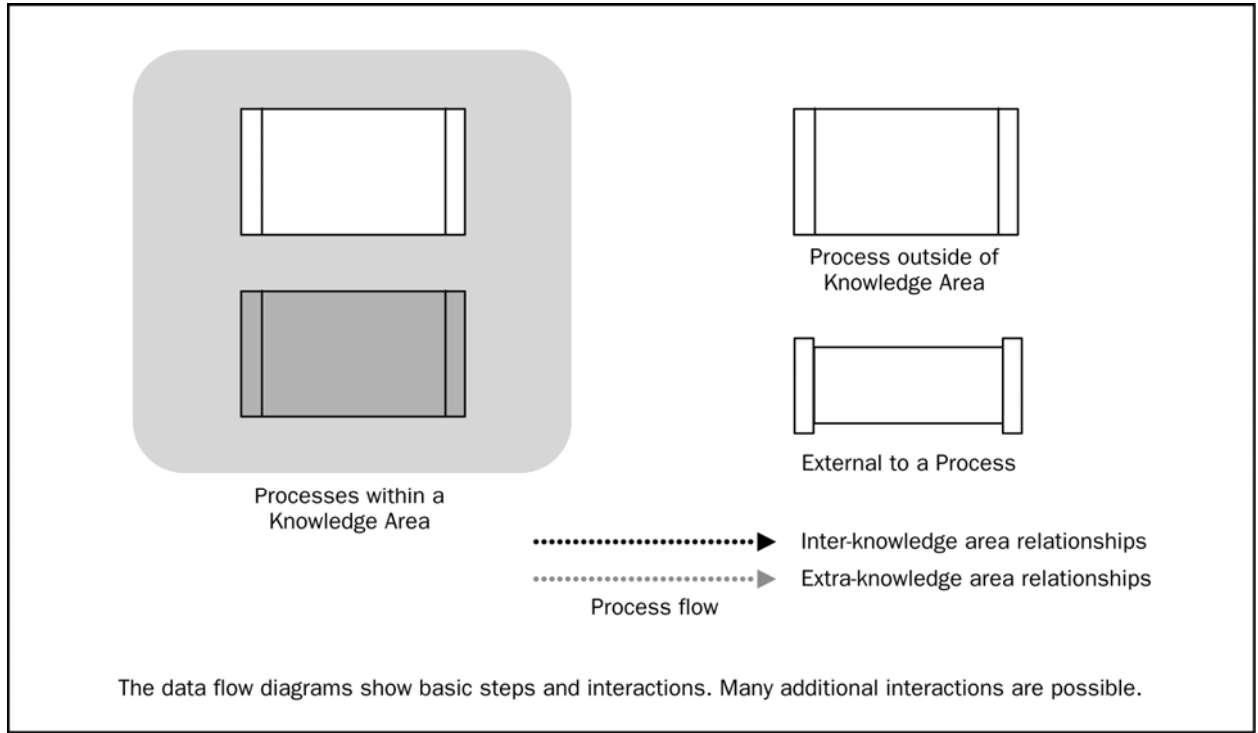 Process outside of
Knowledge Area
External to a Process
Processes within a
Knowledge Area
Inter-knowledge area relationships
Extra-knowledge area relationships
Process flow
The data flow diagrams show basic steps and interactions. Many additional interactions are possible.